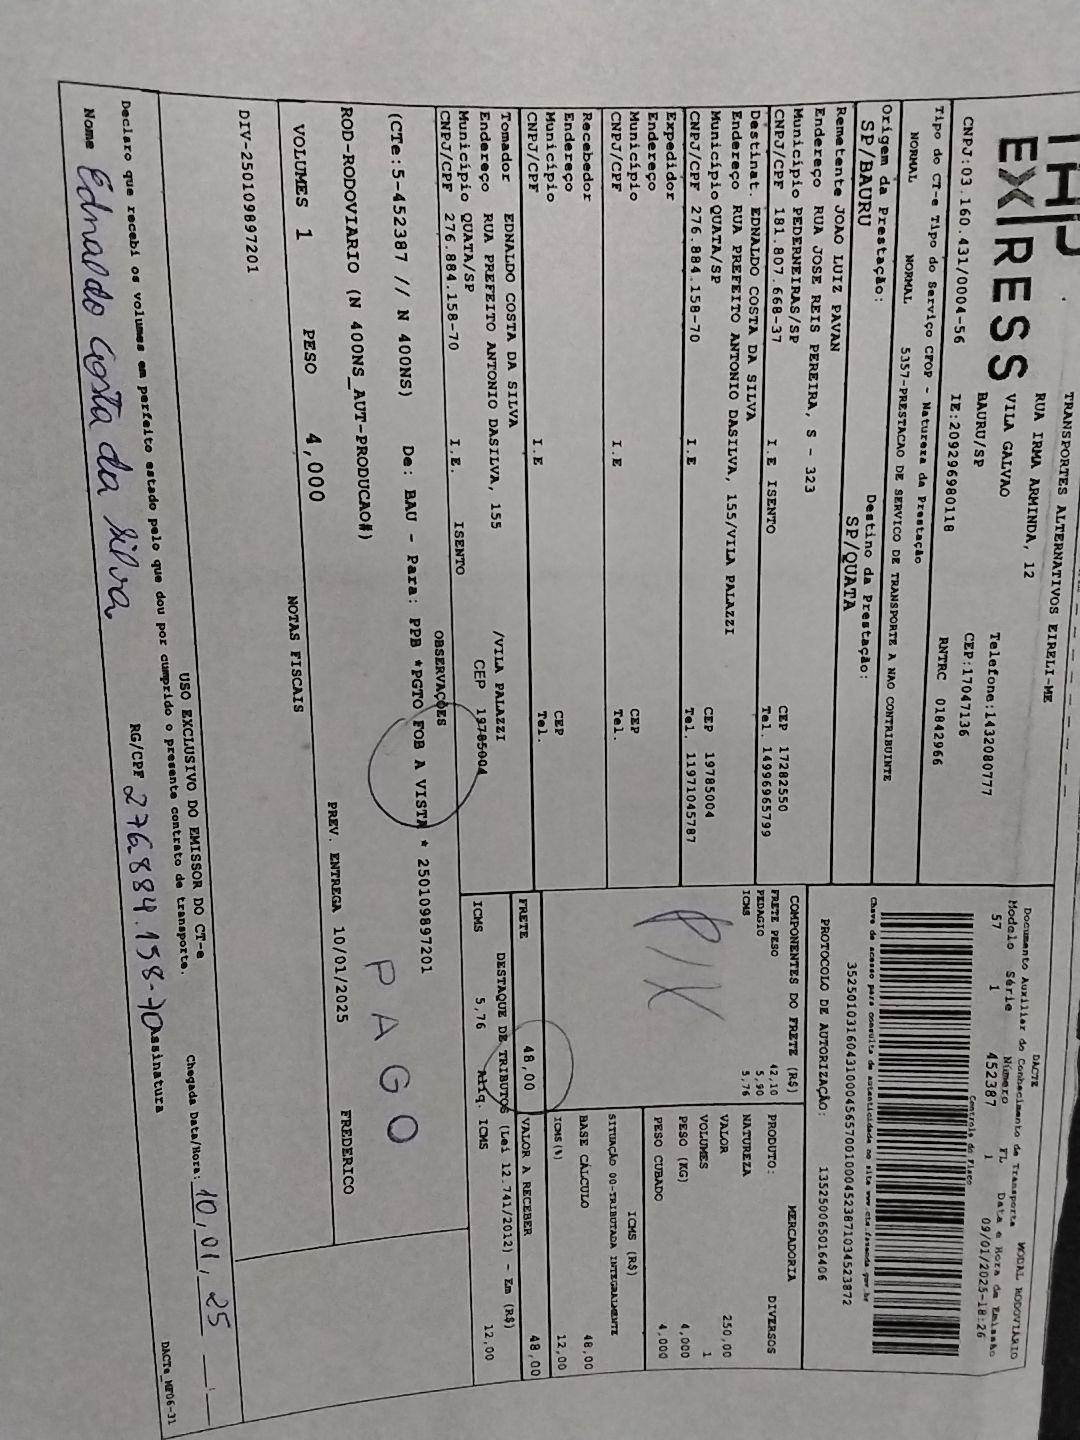 TRANSPORTES ALTERNATIVOS EIRELI-ME
THP
EXPRESS
RUA IRMA ARMINDA, 12
VILA GALVAO
BAURU/SP
Telefone:1432080777
CEP:17047136
CNPJ:03.160.431/0004-56
IE:209296980118
RNTRC 01842966
DACTE
MODAL RODOVIÁRIO
Documento Auxiliar do Conhecimento de Transporte
Modelo Série Número FL Data e Hora de Emissão
57 1 452387 1 09/01/2025-18:26
Controle do Fisco
35250103160431000456570010004523871034523872
Chave de acesso para consulta de autenticidade no site www.cte.fazenda.gov.br
PROTOCOLO DE AUTORIZAÇÃO: 135250065016406
Tipo do CT-e Tipo do Serviço CFOP - Natureza da Prestação
NORMAL NORMAL 5357-PRESTACAO DE SERVICO DE TRANSPORTE A NAO CONTRIBUINTE
Origem da Prestação: Destino da Prestação:
SP/BAURU SP/QUATA
Remetente JOAO LUIZ PAVAN
Endereço RUA JOSE REIS PEREIRA, S - 323
Município PEDERNEIRAS/SP CEP 17282550
CNPJ/CPF 181.807.668-37 I.E ISENTO Tel. 14996965799
Destinat. EDNALDO COSTA DA SILVA
Endereço RUA PREFEITO ANTONIO DASILVA, 155/VILA PALAZZI
Município QUATA/SP CEP 19785004
CNPJ/CPF 276.884.158-70 I.E Tel. 11971045787
Expedidor
Endereço
Município CEP
CNPJ/CPF I.E Tel.
Recebedor
Endereço
Município CEP
CNPJ/CPF I.E Tel.
Tomador EDNALDO COSTA DA SILVA
Endereço RUA PREFEITO ANTONIO DASILVA, 155 /VILA PALAZZI
Município QUATA/SP CEP 19785004
CNPJ/CPF 276.884.158-70 I.E. ISENTO
COMPONENTES DO FRETE (R$)
FRETE PESO 42,10
PEDAGIO 5,90
ICMS 5,76
PIX
FRETE 48,00
MERCADORIA
PRODUTO: DIVERSOS
NATUREZA
VALOR 250,00
VOLUMES 1
PESO (KG) 4,000
PESO CUBADO 4,000
ICMS (R$)
SITUAÇÃO 00-TRIBUTADA INTEGRALMENTE
BASE CÁLCULO 48,00
ICMS(%) 12,00
VALOR A RECEBER 48,00
DESTAQUE DE TRIBUTOS (Lei 12.741/2012) - Em (R$)
ICMS 5,76 Aliq. ICMS 12,00
OBSERVAÇÕES
(CTe:5-452387 // N 400NS) De: BAU - Para: PPB *PGTO FOB A VISTA * 250109897201
ROD-RODOVIARIO (N 400NS_AUT-PRODUCAO#)
PAGO
PREV. ENTREGA 10/01/2025 FREDERICO
VOLUMES 1 PESO 4,000
NOTAS FISCAIS
DIV-250109897201
USO EXCLUSIVO DO EMISSOR DO CT-e
Declaro que recebi os volumes em perfeito estado pelo que dou por cumprido o presente contrato de transporte.
Chegada Data/Hora: 10/01/25
Nome Ednaldo Costa da Silva RG/CPF 276.884.158-70 Assinatura
DACTe_MF06-31